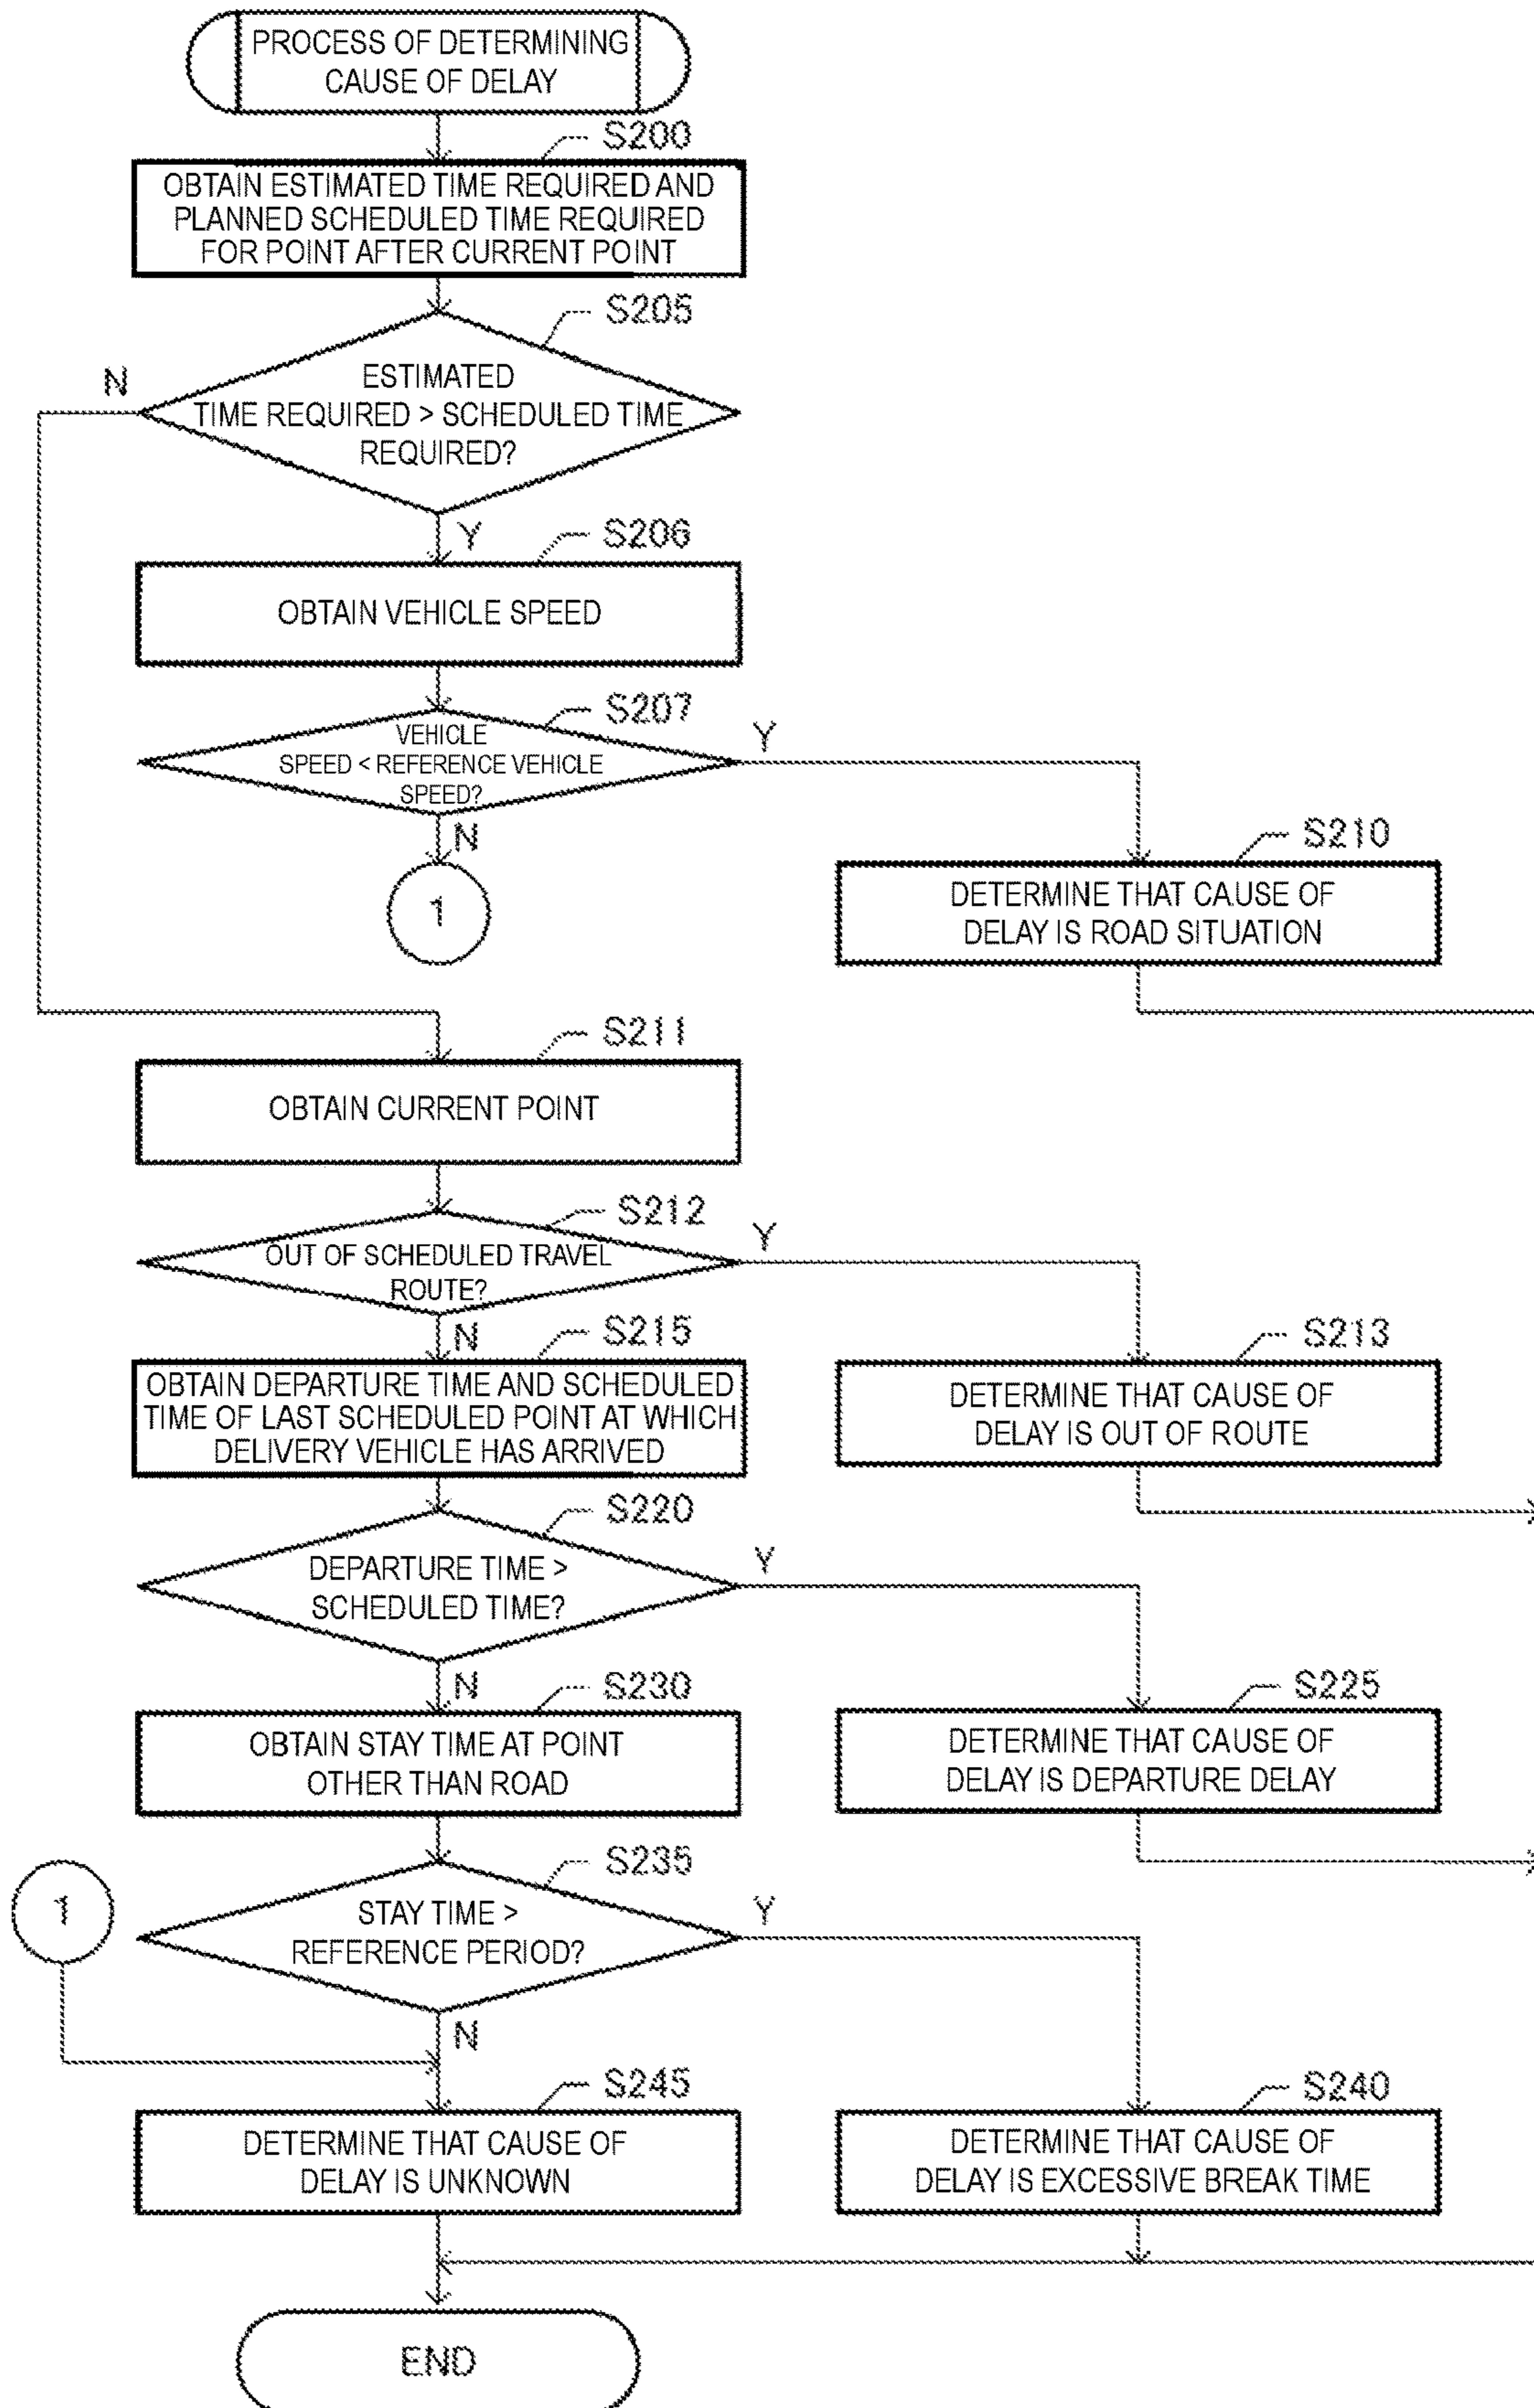 PROCESS OF DETERMINING
CAUSE OF DELAY
S200
OBTAIN ESTIMATED TIME REQUIRED AND
PLANNED SCHEDULED TIME REQUIRED
FOR POINT AFTER CURRENT POINT
S205
N
ESTIMATED
TIME REQUIRED > SCHEDULED TIME
REQUIRED?
Y
S206
OBTAIN VEHICLE SPEED
S207
VEHICLE
SPEED < REFERENCE VEHICLE
SPEED?
Y
N
1
S210
DETERMINE THAT CAUSE OF
DELAY IS ROAD SITUATION
S211
OBTAIN CURRENT POINT
S212
OUT OF SCHEDULED TRAVEL
ROUTE?
Y
N
S213
DETERMINE THAT CAUSE OF
DELAY IS OUT OF ROUTE
S215
OBTAIN DEPARTURE TIME AND SCHEDULED
TIME OF LAST SCHEDULED POINT AT WHICH
DELIVERY VEHICLE HAS ARRIVED
S220
DEPARTURE TIME >
SCHEDULED TIME?
Y
N
S225
DETERMINE THAT CAUSE OF
DELAY IS DEPARTURE DELAY
S230
OBTAIN STAY TIME AT POINT
OTHER THAN ROAD
S235
1
STAY TIME >
REFERENCE PERIOD?
Y
N
S245
DETERMINE THAT CAUSE OF
DELAY IS UNKNOWN
S240
DETERMINE THAT CAUSE OF
DELAY IS EXCESSIVE BREAK TIME
END